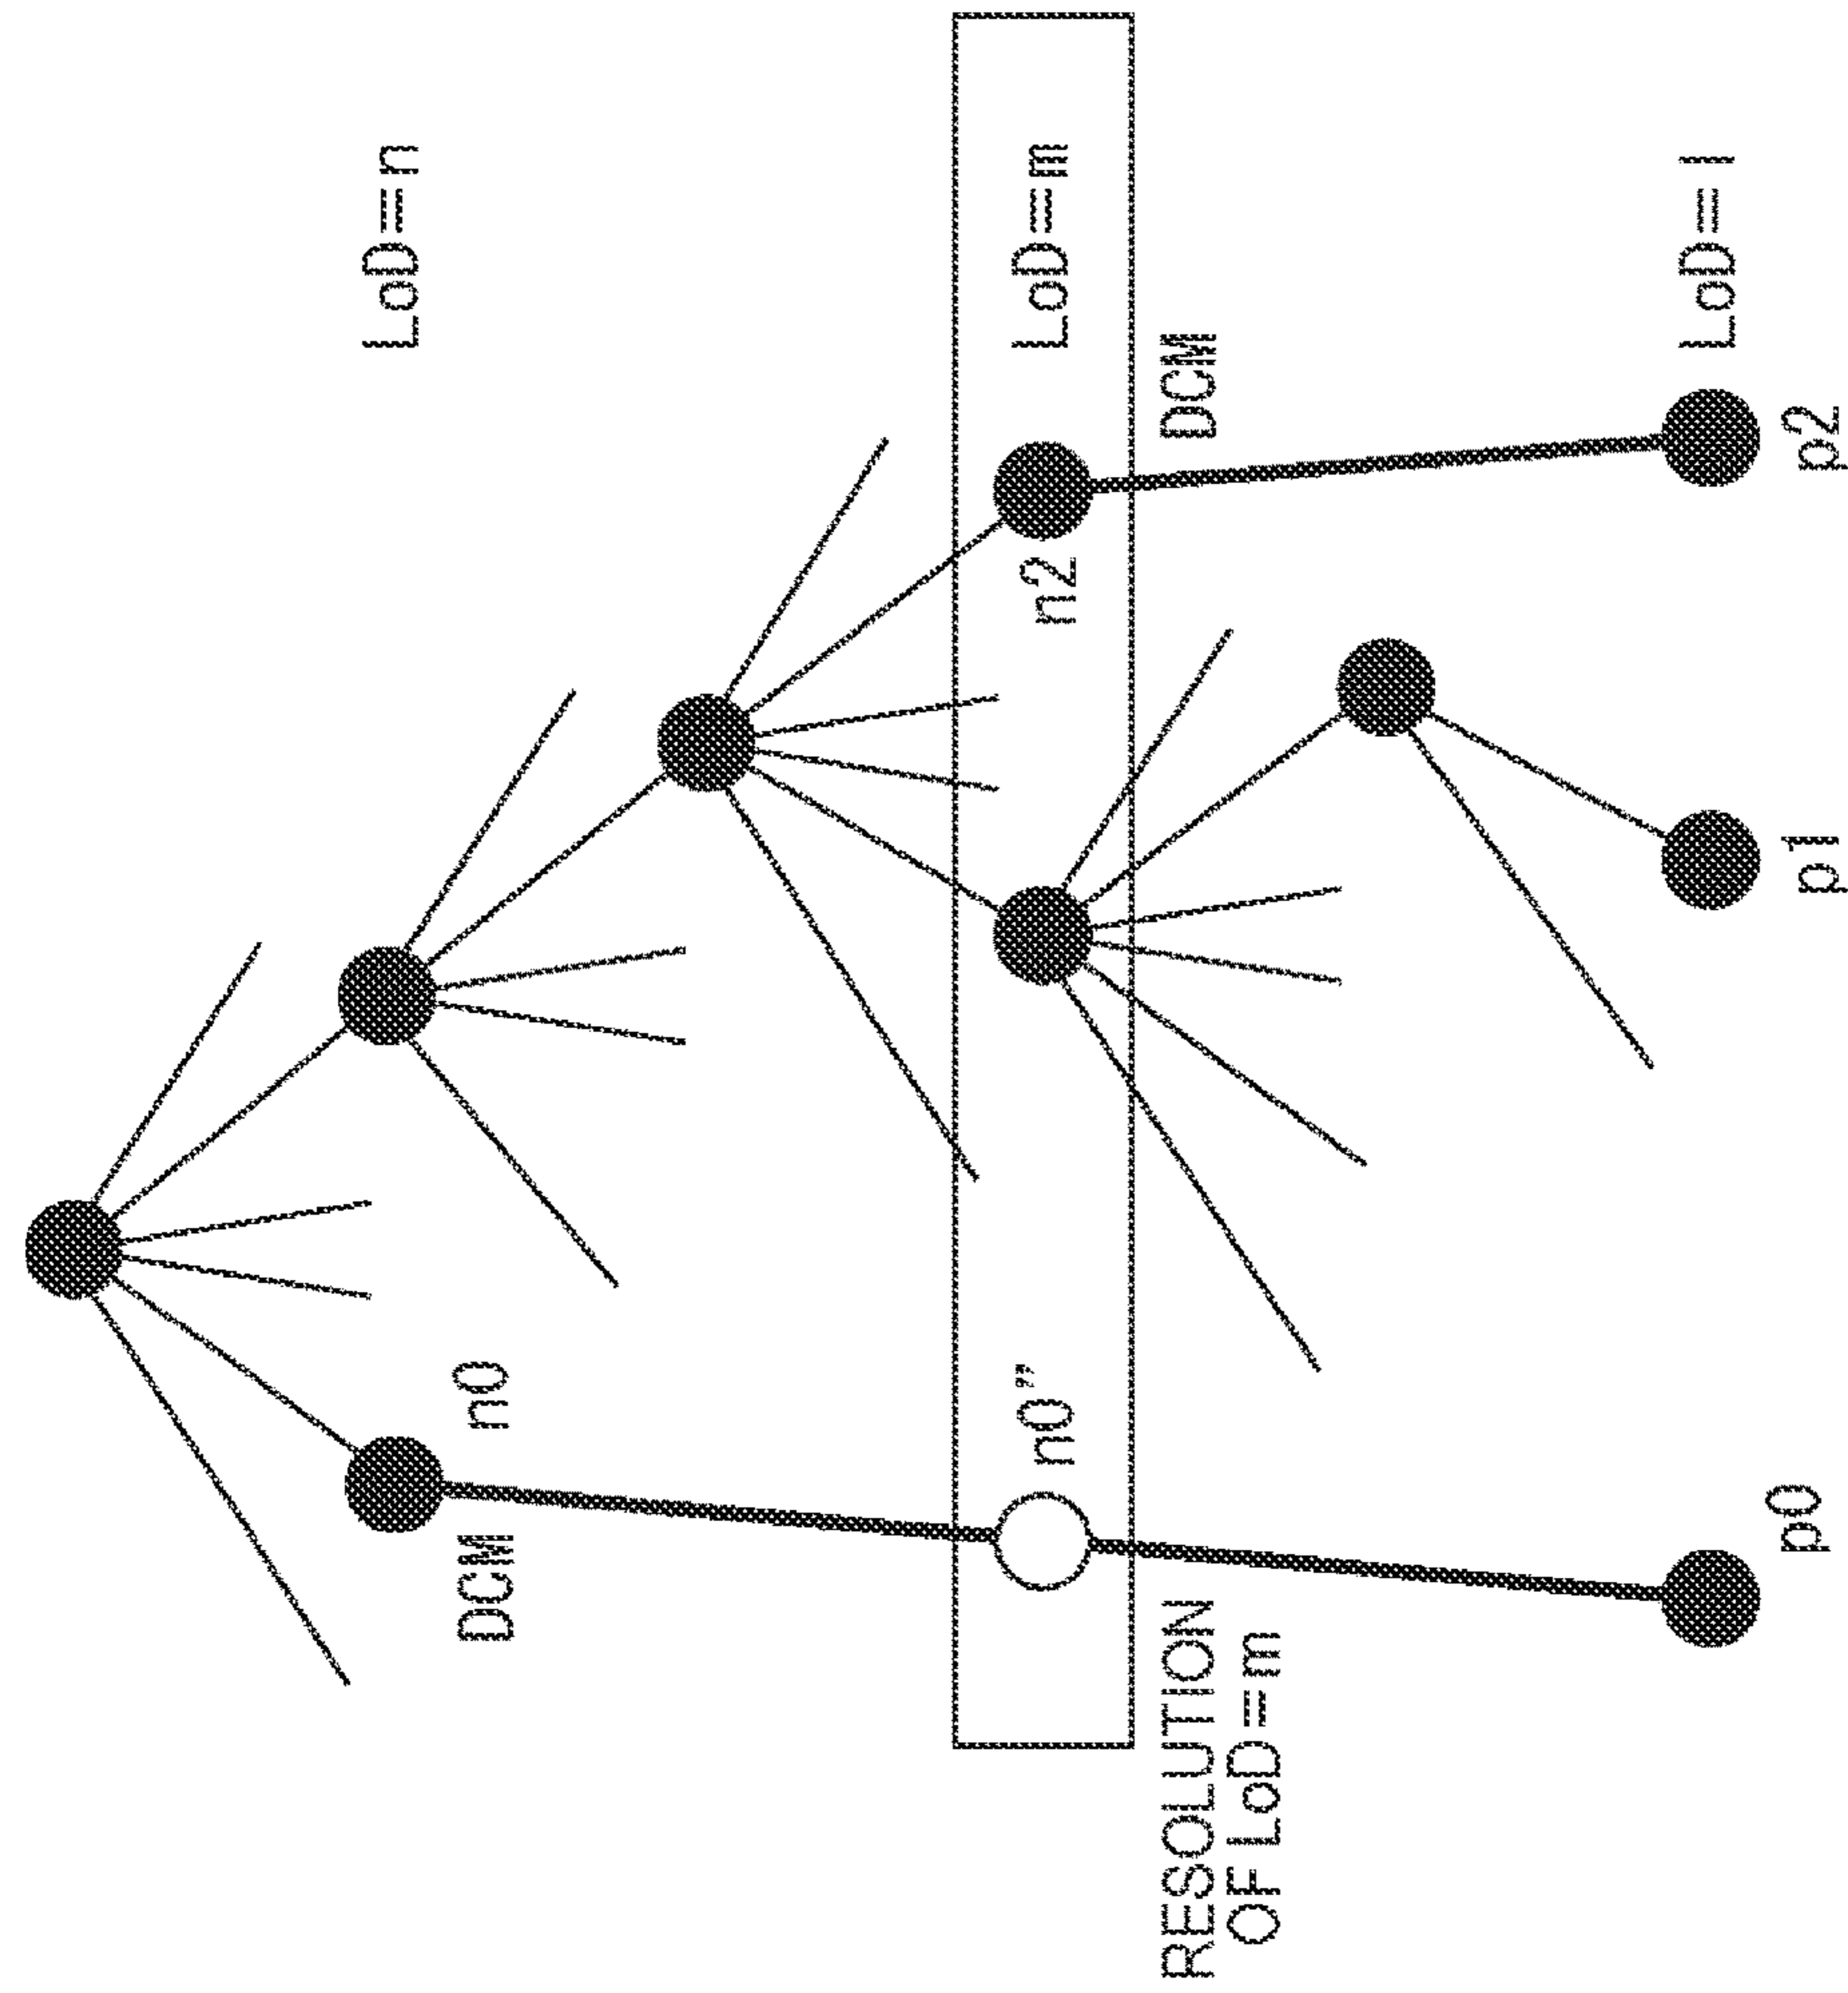 LoD=n
DCM
n0
n0”
n2
LoD=m
RESOLUTION
OF LoD=m
DCM
LoD=l
p0
p1
p2